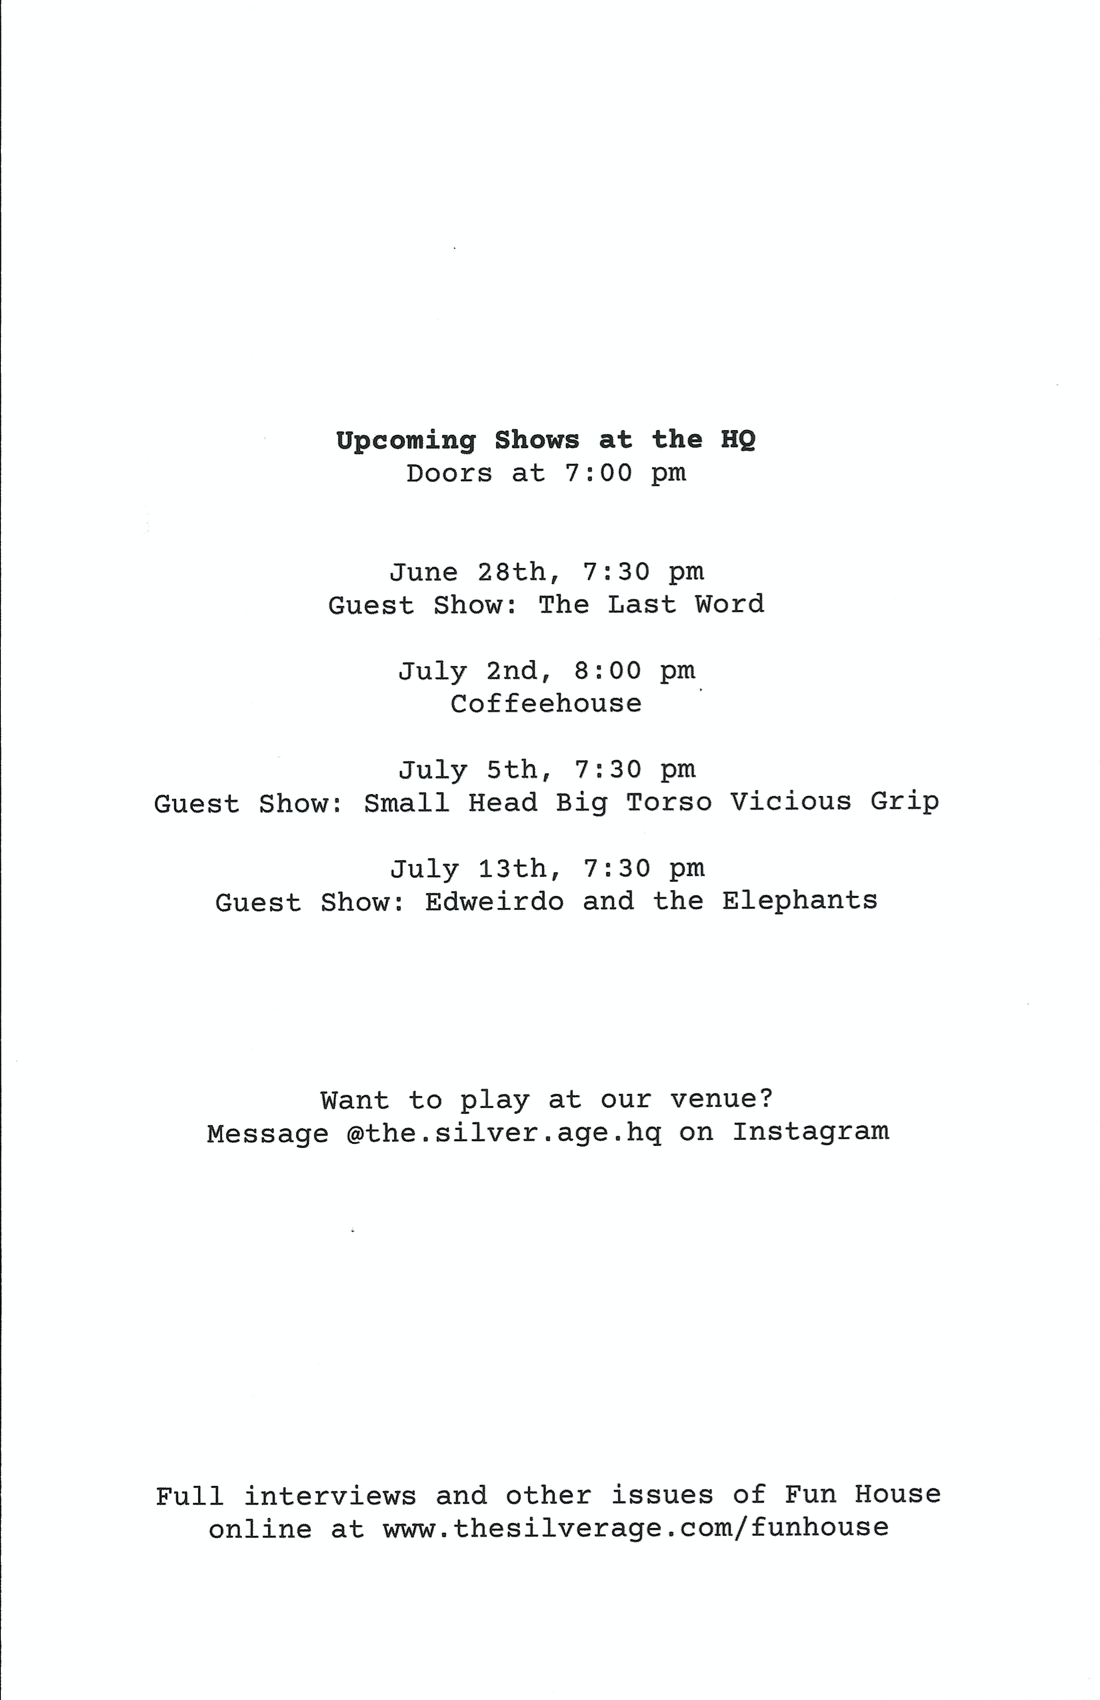 Upcoming Shows at the HQ
Doors at 7:00 pm
June 28th, 7:30 pm
Guest Show: The Last Word
July 2nd, 8:00 pm
Coffeehouse
July 5th, 7:30 pm
Guest Show: Small Head Big Torso Vicious Grip
July 13th, 7:30 pm
Guest Show: Edweirdo and the Elephants
Want to play at our venue?
Message @the.silver.age.hq on Instagram
Full interviews and other issues of Fun House
online at www.thesilverage.com/funhouse